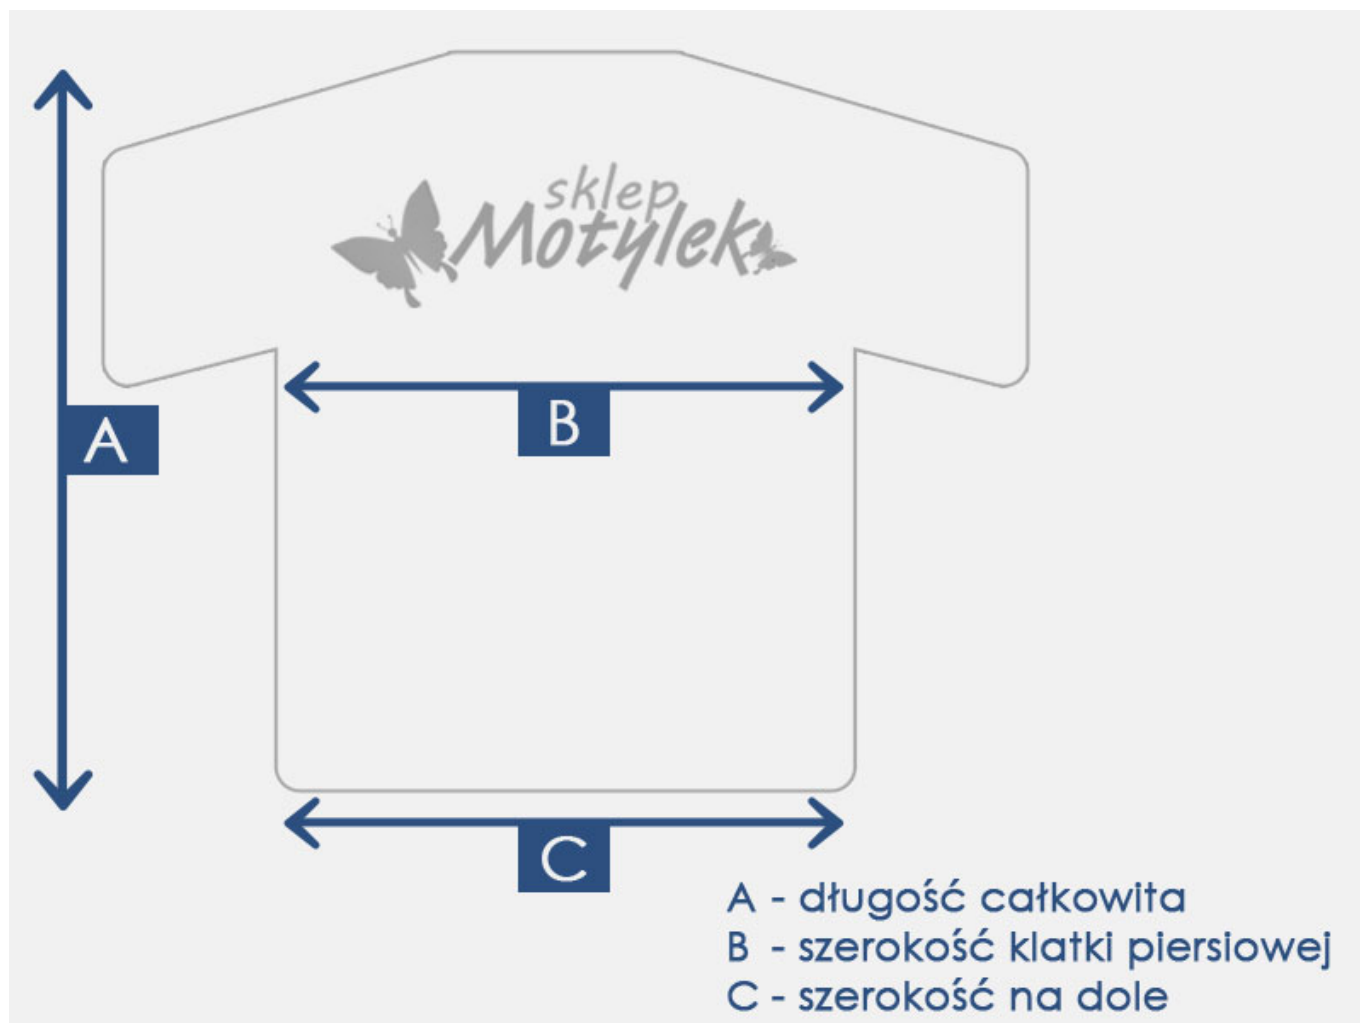 sklep
Motylek
A
B
C
A - długość całkowita
B - szerokość klatki piersiowej
C - szerokość na dole